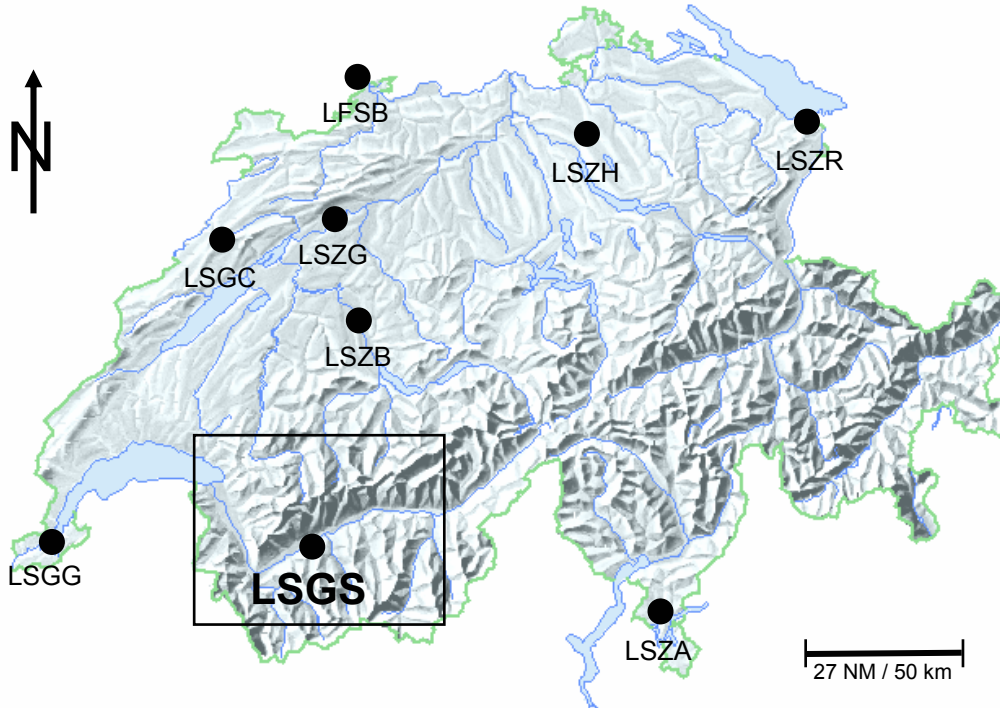 LFSB
N
LSZH
LSZR
LSZG
LSGC
LSZB
LSGG
LSGS
LSZA
27 NM / 50 km